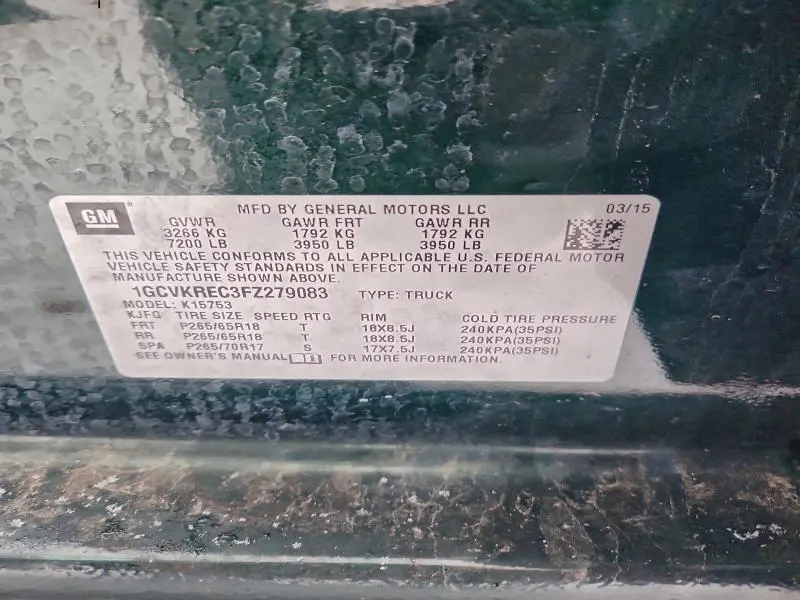 GM
MFD BY GENERAL MOTORS LLC 03/15
GVWR GAWR FRT GAWR RR
3266 KG 1792 KG 1792 KG
7200 LB 3950 LB 3950 LB
THIS VEHICLE CONFORMS TO ALL APPLICABLE U.S. FEDERAL MOTOR
VEHICLE SAFETY STANDARDS IN EFFECT ON THE DATE OF
MANUFACTURE SHOWN ABOVE.
1GCVKREC3FZ279083 TYPE: TRUCK
MODEL: K15753
KJFG TIRE SIZE SPEED RTG RIM COLD TIRE PRESSURE
FRT P265/65R18 T 18X8.5J 240KPA(35PSI)
RR P265/65R18 T 18X8.5J 240KPA(35PSI)
SPA P265/70R17 S 17X7.5J 240KPA(35PSI)
SEE OWNER'S MANUAL FOR MORE INFORMATION.